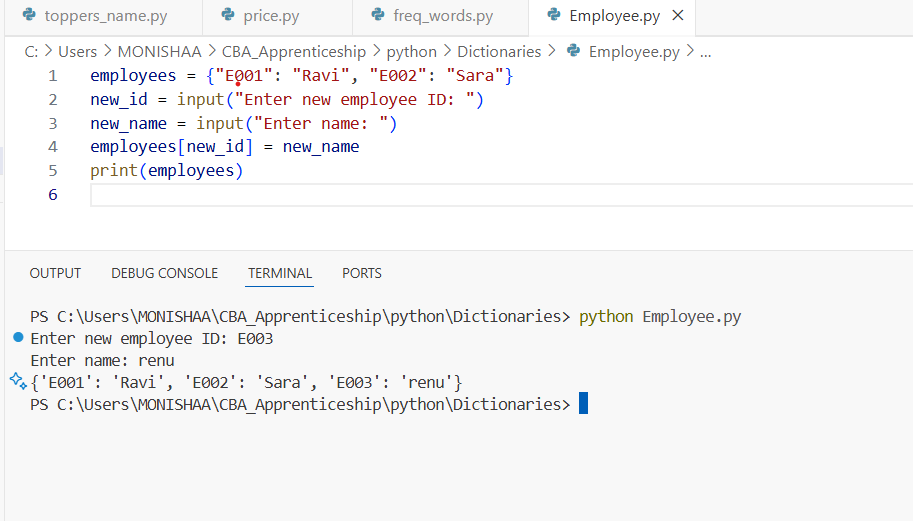 toppers_name.py price.py freq_words.py Employee.py
C: > Users > MONISHAA > CBA_Apprenticeship > python > Dictionaries > Employee.py > ...
1 employees = {"E001": "Ravi", "E002": "Sara"}
2 new_id = input("Enter new employee ID: ")
3 new_name = input("Enter name: ")
4 employees[new_id] = new_name
5 print(employees)
6
OUTPUT DEBUG CONSOLE TERMINAL PORTS
PS C:\Users\MONISHAA\CBA_Apprenticeship\python\Dictionaries> python Employee.py
Enter new employee ID: E003
Enter name: renu
{'E001': 'Ravi', 'E002': 'Sara', 'E003': 'renu'}
PS C:\Users\MONISHAA\CBA_Apprenticeship\python\Dictionaries>